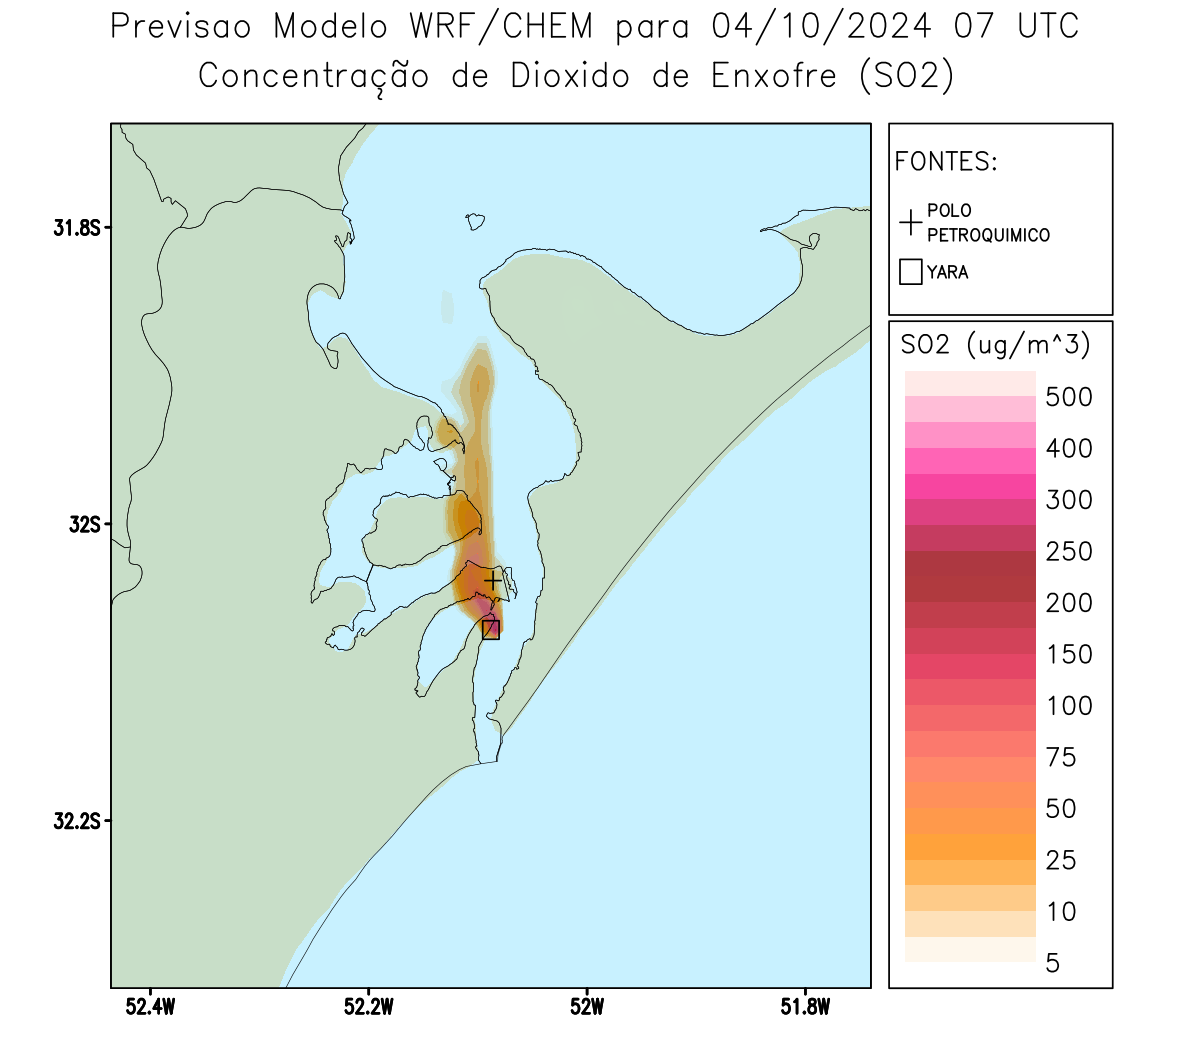 Previsao Modelo WRF/CHEM para 04/10/2024 07 UTC
Concentração de Dioxido de Enxofre (SO2)
FONTES:
POLO
PETROQUIMICO
YARA
SO2 (ug/m^3)
500
400
300
250
200
150
100
75
50
25
10
5
31.8S
32S
32.2S
52.4W
52.2W
52W
51.8W